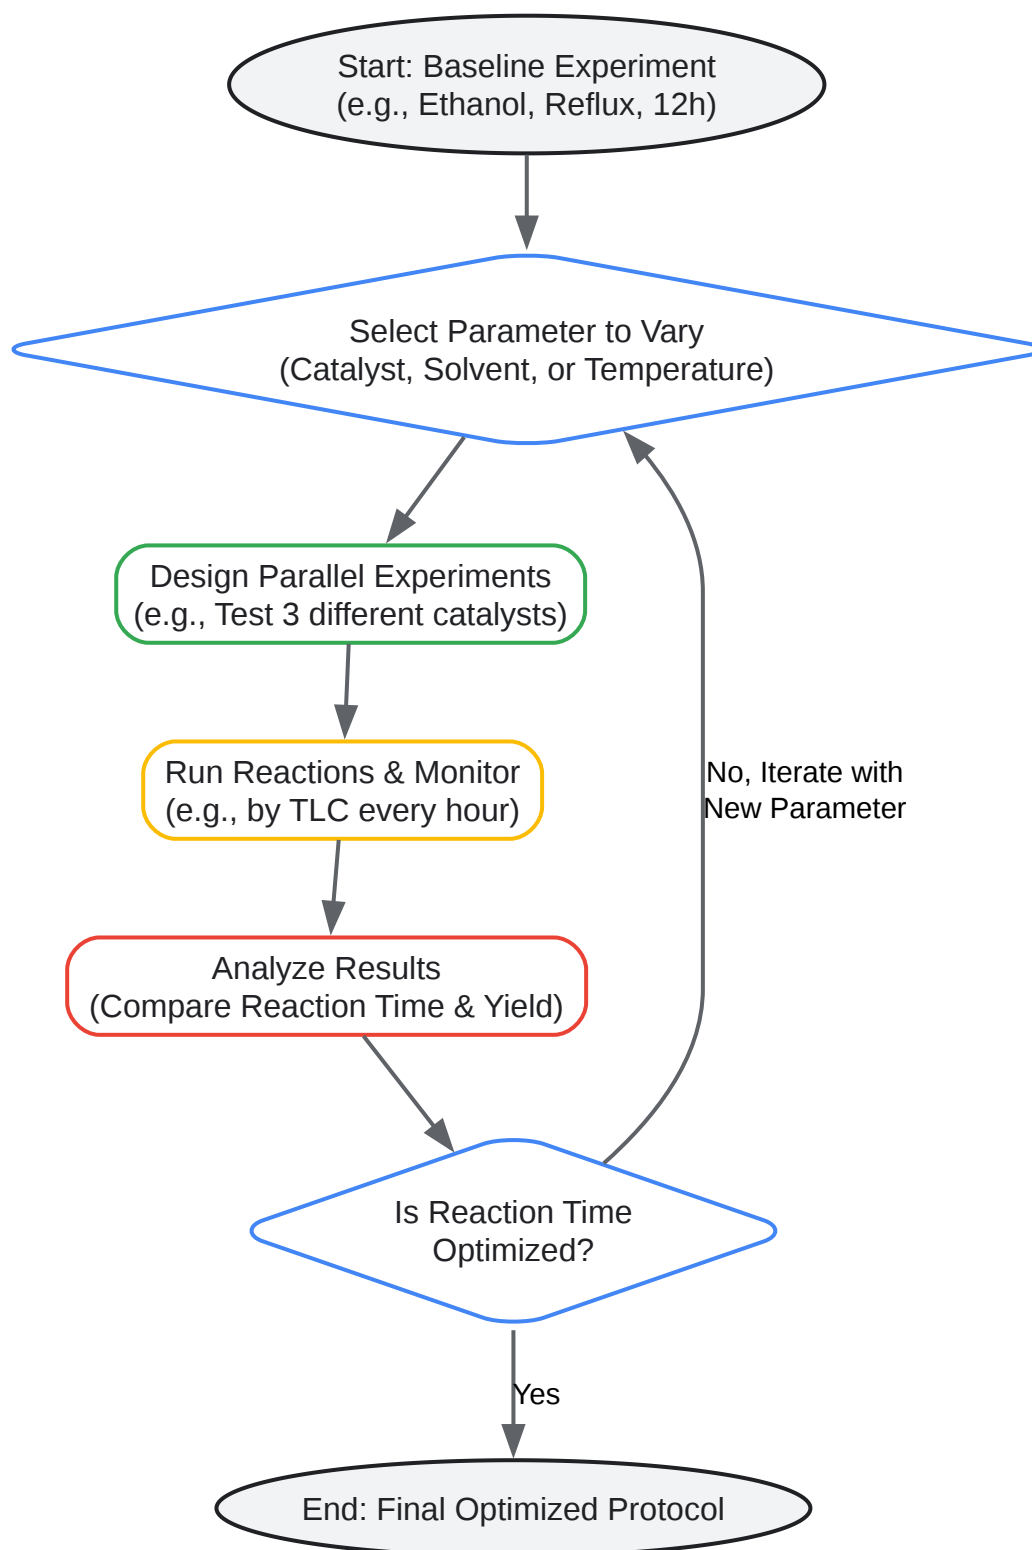 Start: Baseline Experiment
(e.g., Ethanol, Reflux, 12h)
Select Parameter to Vary
(Catalyst, Solvent, or Temperature)
Design Parallel Experiments
(e.g., Test 3 different catalysts)
Run Reactions & Monitor
(e.g., by TLC every hour)
No, Iterate with
New Parameter
Analyze Results
(Compare Reaction Time & Yield)
Is Reaction Time
Optimized?
Yes
End: Final Optimized Protocol